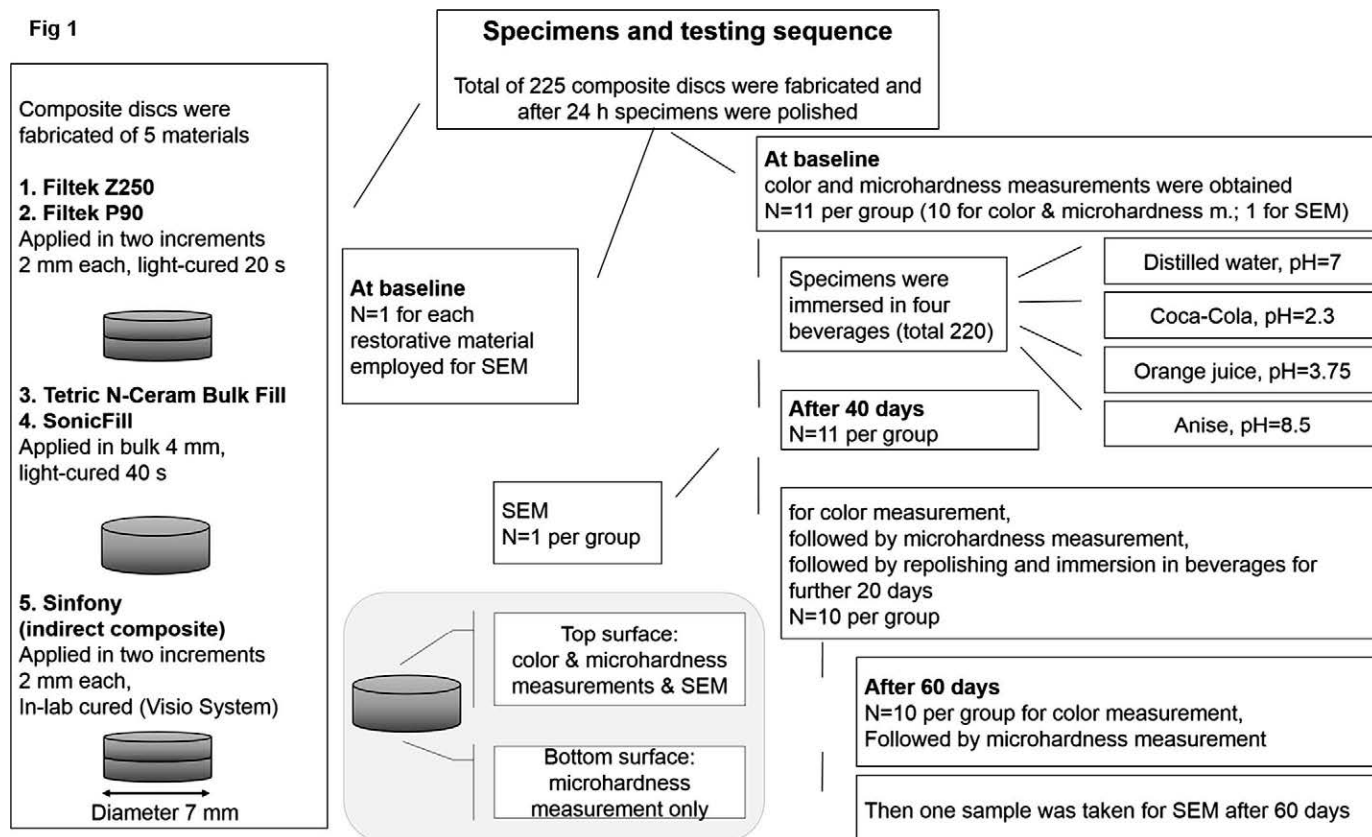 Fig 1
Specimens and testing sequence
Total of 225 composite discs were fabricated and
after 24 h specimens were polished
Composite discs were
fabricated of 5 materials
1. Filtek Z250
2. Filtek P90
Applied in two increments
2 mm each, light-cured 20 s
3. Tetric N-Ceram Bulk Fill
4. SonicFill
Applied in bulk 4 mm,
light-cured 40 s
5. Sinfony
(indirect composite)
Applied in two increments
2 mm each,
In-lab cured (Visio System)
Diameter 7 mm
At baseline
N=1 for each
restorative material
employed for SEM
At baseline
color and microhardness measurements were obtained
N=11 per group (10 for color & microhardness m.; 1 for SEM)
Specimens were
immersed in four
beverages (total 220)
Distilled water, pH=7
Coca-Cola, pH=2.3
Orange juice, pH=3.75
Anise, pH=8.5
After 40 days
N=11 per group
SEM
N=1 per group
for color measurement,
followed by microhardness measurement,
followed by repolishing and immersion in beverages for
further 20 days
N=10 per group
Top surface:
color & microhardness
measurements & SEM
Bottom surface:
microhardness
measurement only
After 60 days
N=10 per group for color measurement,
Followed by microhardness measurement
Then one sample was taken for SEM after 60 days